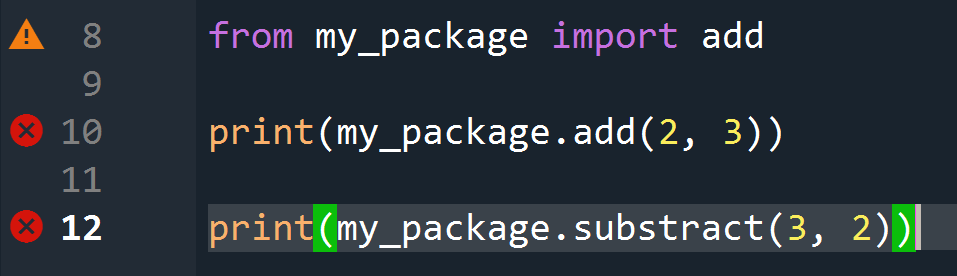 8 from my_package import add
9
10 print(my_package.add(2, 3))
11
12 print(my_package.substract(3, 2))